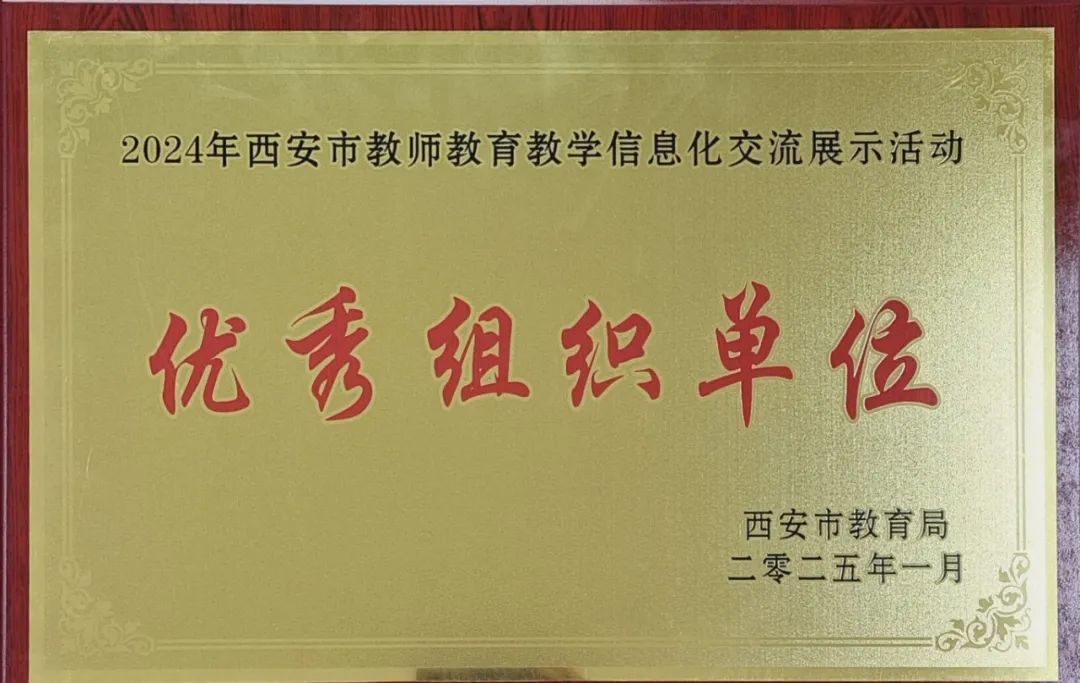 2024年西安市教师教育教学信息化交流展示活动
优秀组织单位
西安市教育局
二零二五年一月